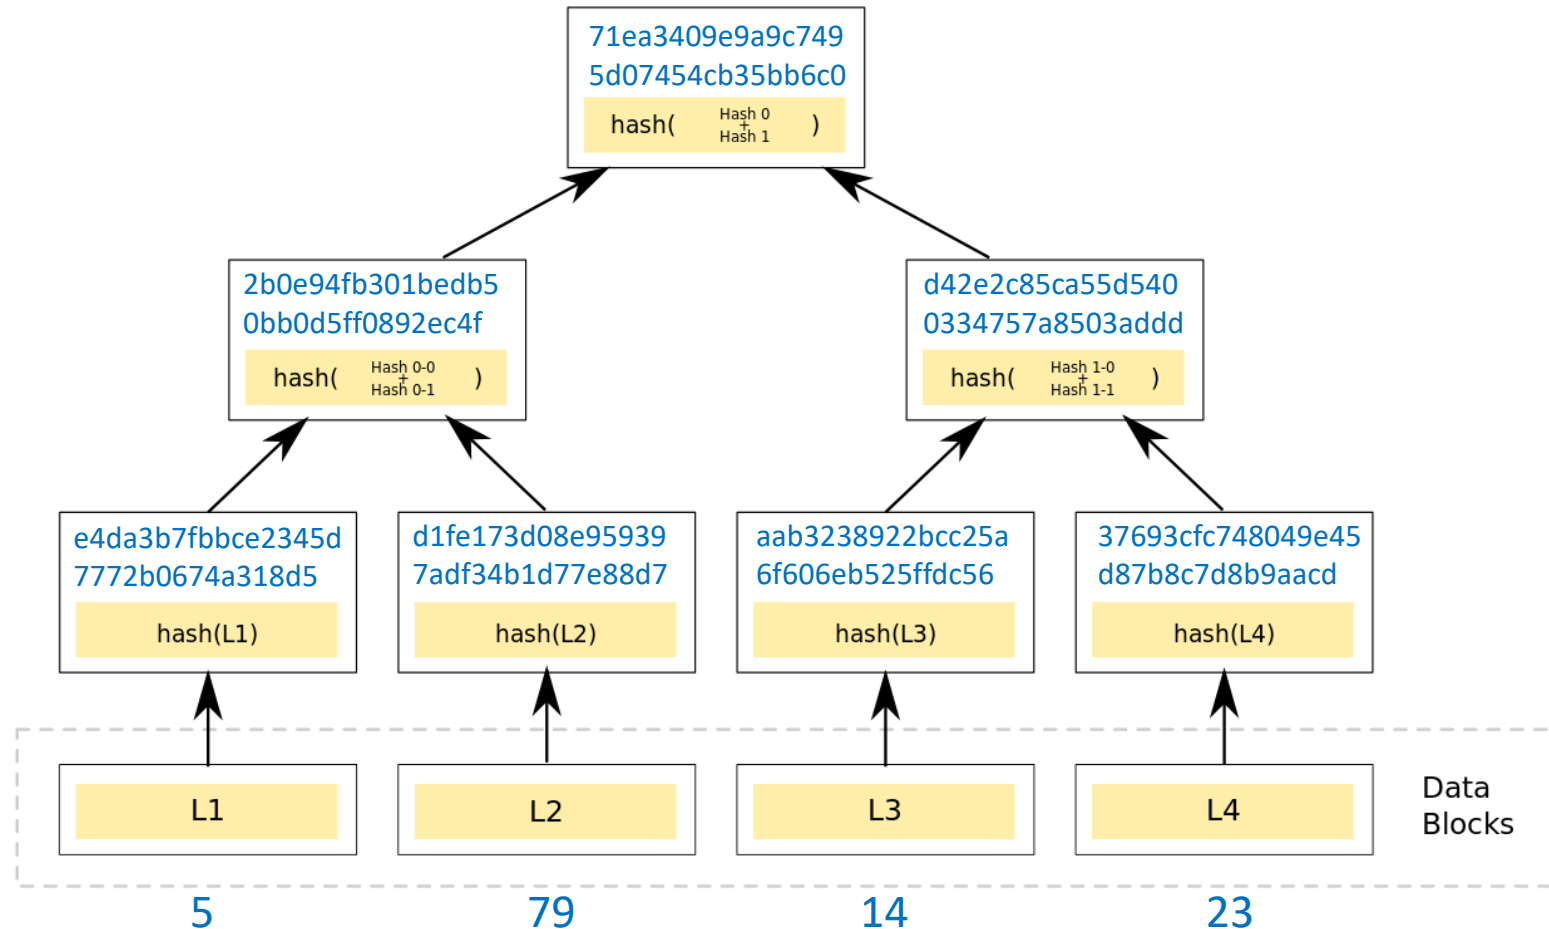 71ea3409e9a9c749
5d07454cb35bb6c0
hash( Hash 0 + Hash 1 )
2b0e94fb301bedb5
0bb0d5ff0892ec4f
hash( Hash 0-0 + Hash 0-1 )
d42e2c85ca55d540
0334757a8503addd
hash( Hash 1-0 + Hash 1-1 )
e4da3b7fbbce2345d
7772b0674a318d5
hash(L1)
d1fe173d08e95939
7adf34b1d77e88d7
hash(L2)
aab3238922bcc25a
6f606eb525ffdc56
hash(L3)
37693cfc748049e45
d87b8c7d8b9aacd
hash(L4)
L1
L2
L3
L4
Data
Blocks
5
79
14
23